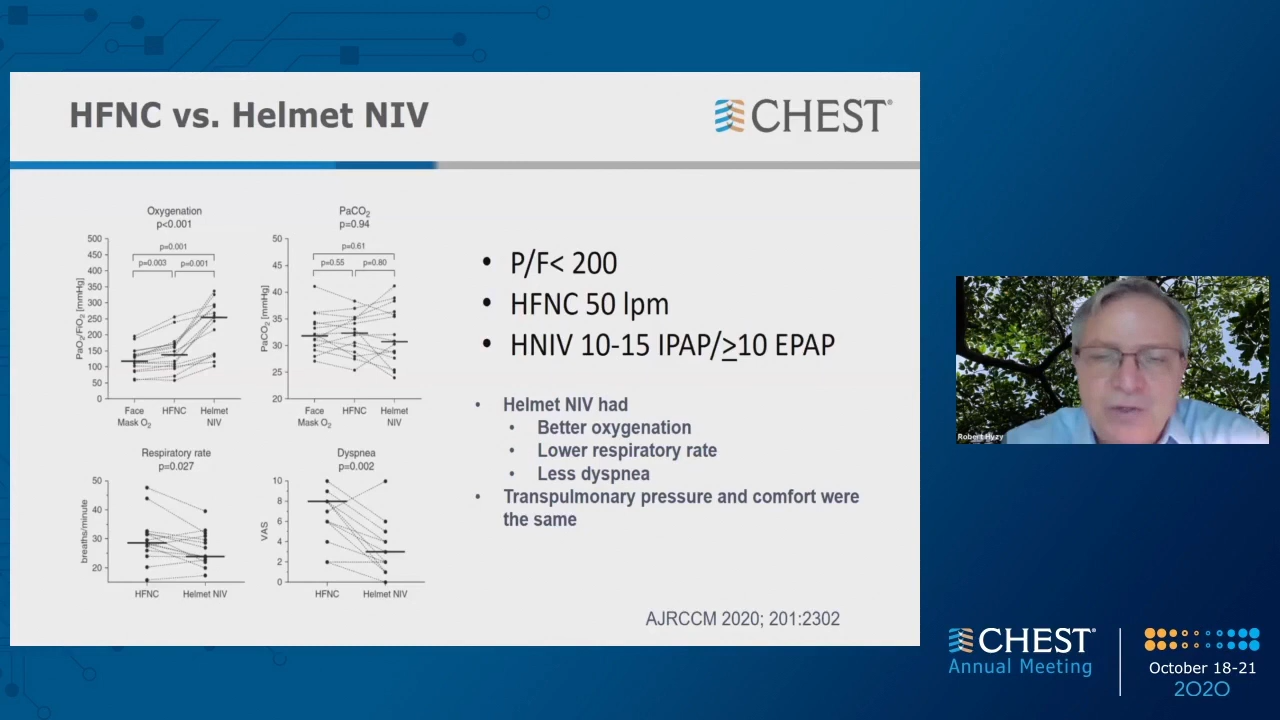 HFNC vs. Helmet NIV
CHEST®
Oxygenation
p<0.001
p=0.001
p=0.003
p=0.001
500
450
400
350
300
250
200
150
100
50
0
PaO2/FiO2 [mmHg]
Face Mask O2
HFNC
Helmet NIV
PaCO2
p=0.94
p=0.61
p=0.55
p=0.80
50
45
40
35
30
25
20
PaCO2 [mmHg]
Face Mask O2
HFNC
Helmet NIV
Respiratory rate
p=0.027
50
40
30
20
breaths/minute
HFNC
Helmet NIV
Dyspnea
p=0.002
10
8
6
4
2
0
VAS
HFNC
Helmet NIV
• P/F< 200
• HFNC 50 lpm
• HNIV 10-15 IPAP/≥10 EPAP
• Helmet NIV had
• Better oxygenation
• Lower respiratory rate
• Less dyspnea
• Transpulmonary pressure and comfort were
the same
AJRCCM 2020; 201:2302
Robert Hyzy
CHEST®
Annual Meeting
October 18-21
2020